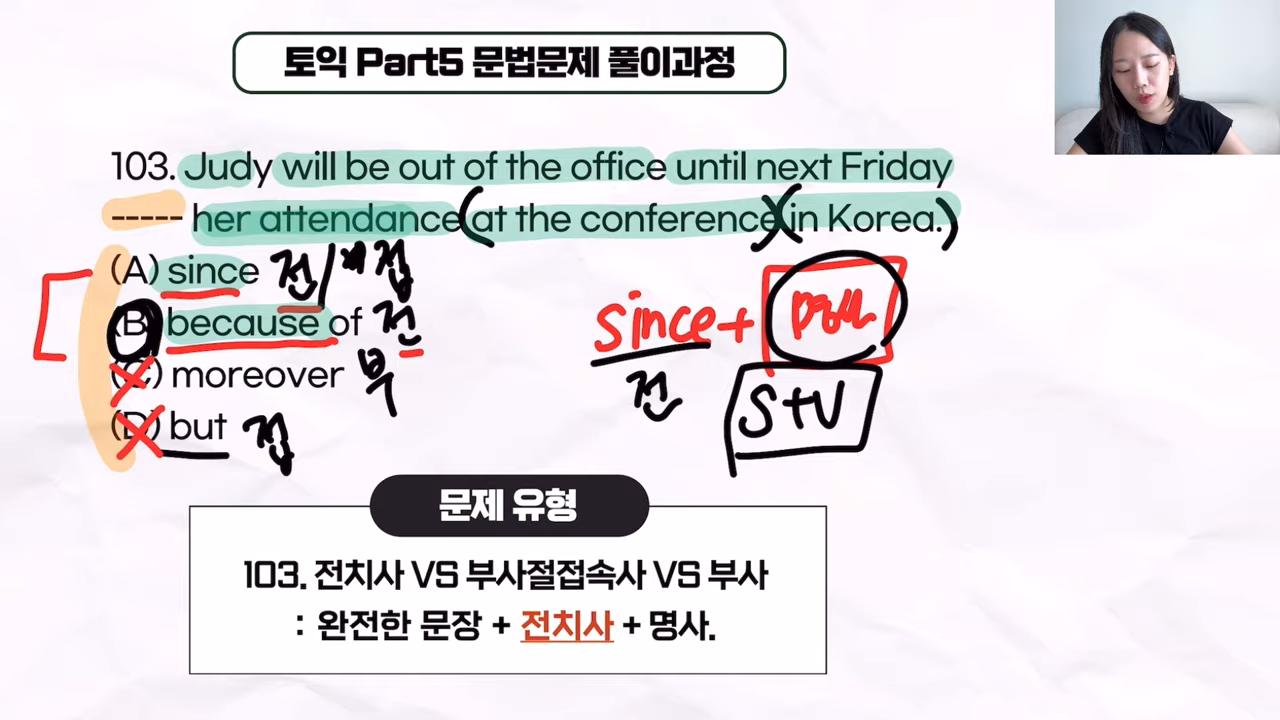 토익 Part5 문법문제 풀이과정
103. Judy will be out of the office until next Friday
----- her attendance (at the conference) (in Korea.)
(A) since 전/접
(B) because of 전
(C) moreover 부
(D) but 접
since +
전
S+V
문제 유형
103. 전치사 VS 부사절접속사 VS 부사
: 완전한 문장 + 전치사 + 명사.